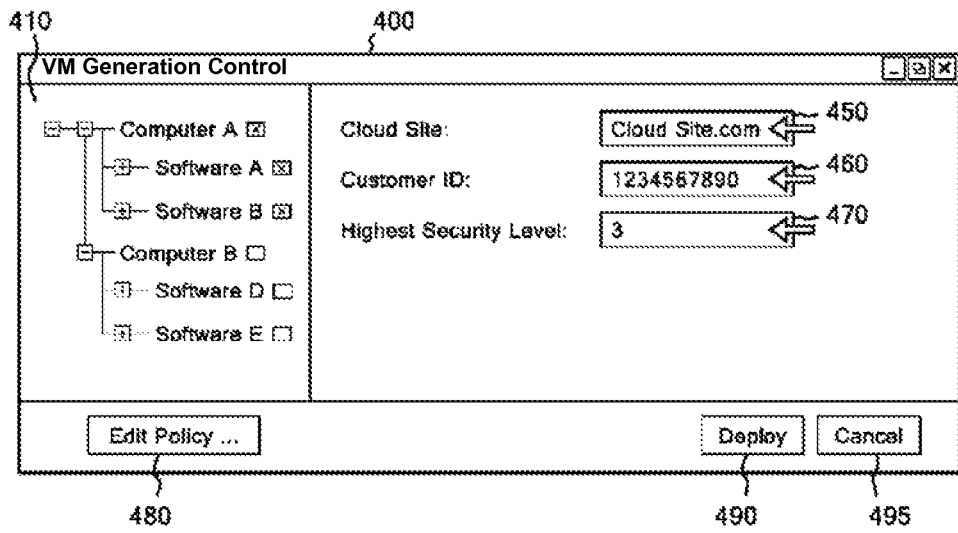 410
400
VM Generation Control
Computer A
Software A
Software B
Computer B
Software D
Software E
Cloud Site:
Cloud Site.com
450
Customer ID:
1234567890
460
Highest Security Level:
3
470
Edit Policy ...
Deploy
Cancel
480
490
495